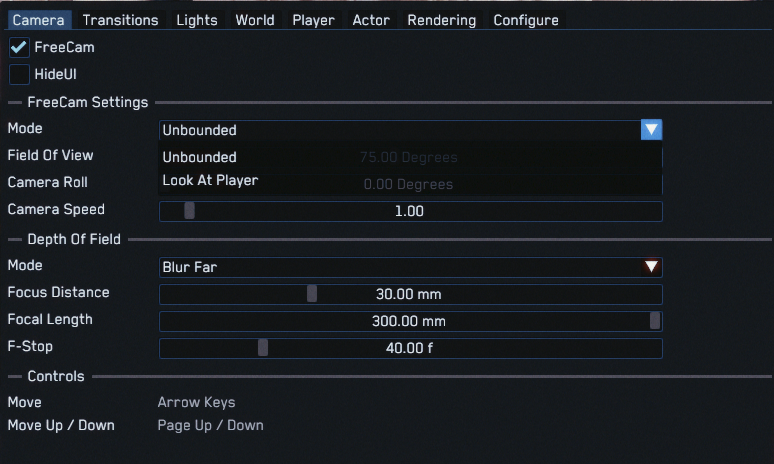 Camera Transitions Lights World Player Actor Rendering Configure
FreeCam
HideUI
FreeCam Settings
Mode Unbounded
Field Of View Unbounded 75.00 Degrees
Camera Roll Look At Player 0.00 Degrees
Camera Speed 1.00
Depth Of Field
Mode Blur Far
Focus Distance 30.00 mm
Focal Length 300.00 mm
F-Stop 40.00 f
Controls
Move Arrow Keys
Move Up / Down Page Up / Down